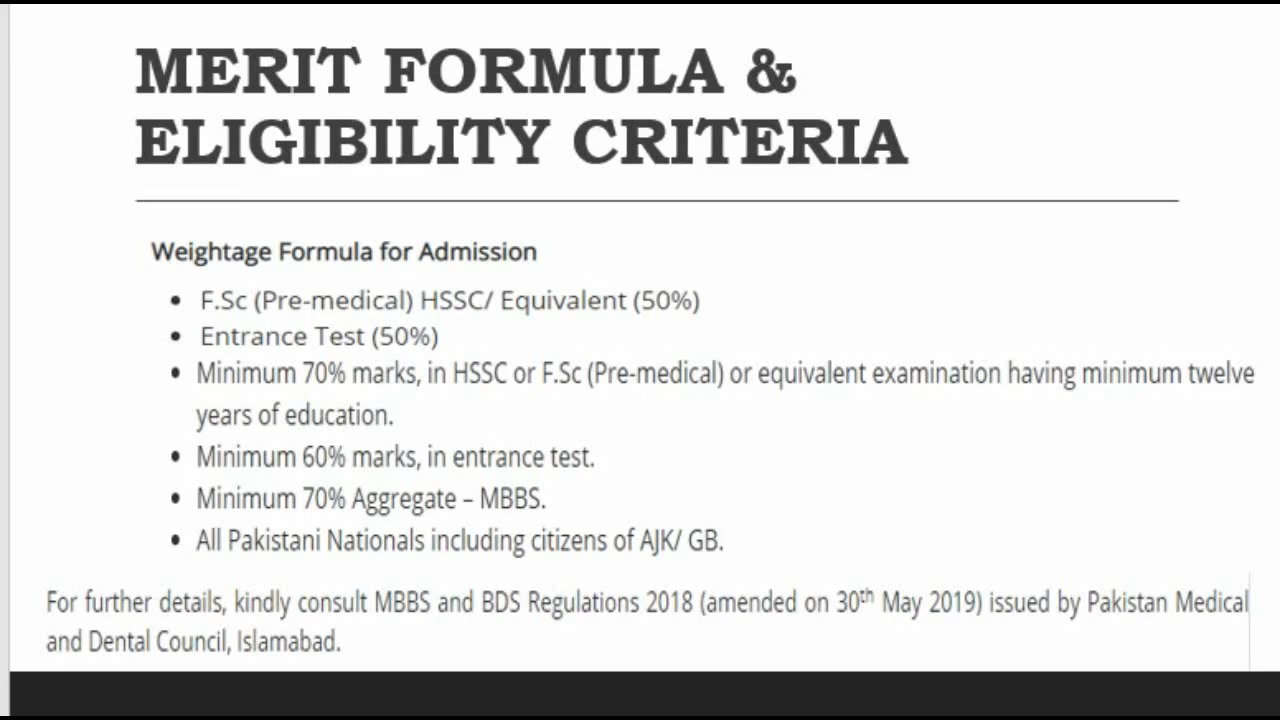 MERIT FORMULA &
ELIGIBILITY CRITERIA
Weightage Formula for Admission
• F.Sc (Pre-medical) HSSC/ Equivalent (50%)
• Entrance Test (50%)
• Minimum 70% marks, in HSSC or F.Sc (Pre-medical) or equivalent examination having minimum twelve
years of education.
• Minimum 60% marks, in entrance test.
• Minimum 70% Aggregate – MBBS.
• All Pakistani Nationals including citizens of AJK/ GB.
For further details, kindly consult MBBS and BDS Regulations 2018 (amended on 30th May 2019) issued by Pakistan Medical
and Dental Council, Islamabad.